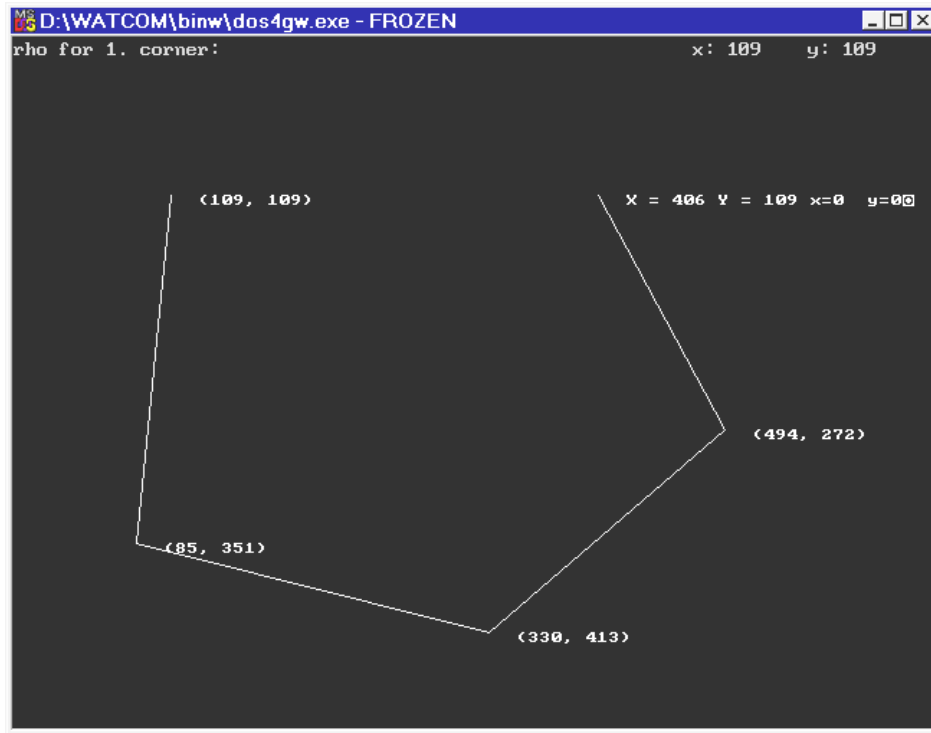 D:\WATCOM\binw\dos4gw.exe - FROZEN
rho for 1. corner: x: 109 y: 109
(109, 109) X = 406 Y = 109 x=0 y=0◘
(494, 272)
(85, 351)
(330, 413)